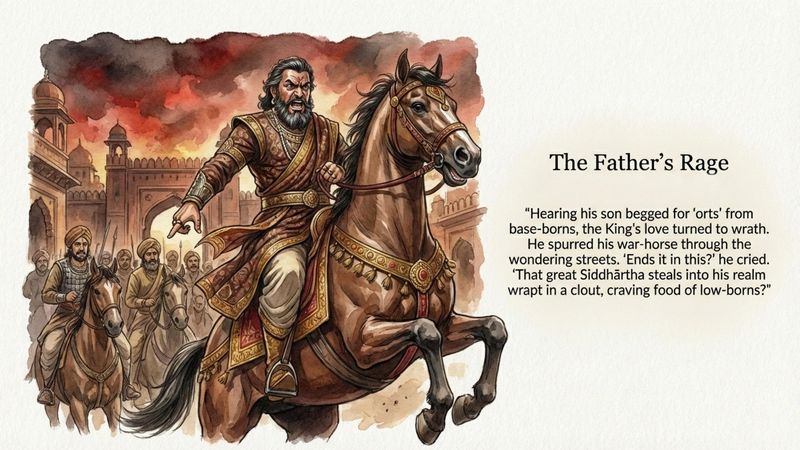 The Father’s Rage
“Hearing his son begged for ‘orts’ from
base-borns, the King’s love turned to wrath.
He spurred his war-horse through the
wondering streets. ‘Ends it in this?’ he cried.
‘That great Siddhārtha steals into his realm
wrapt in a clout, craving food of low-borns?”